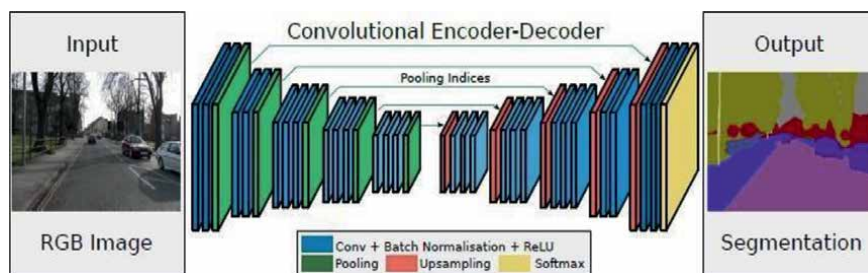 Input
Convolutional Encoder-Decoder
Output
Pooling Indices
RGB Image
Conv + Batch Normalisation + ReLU
Pooling
Upsampling
Softmax
Segmentation